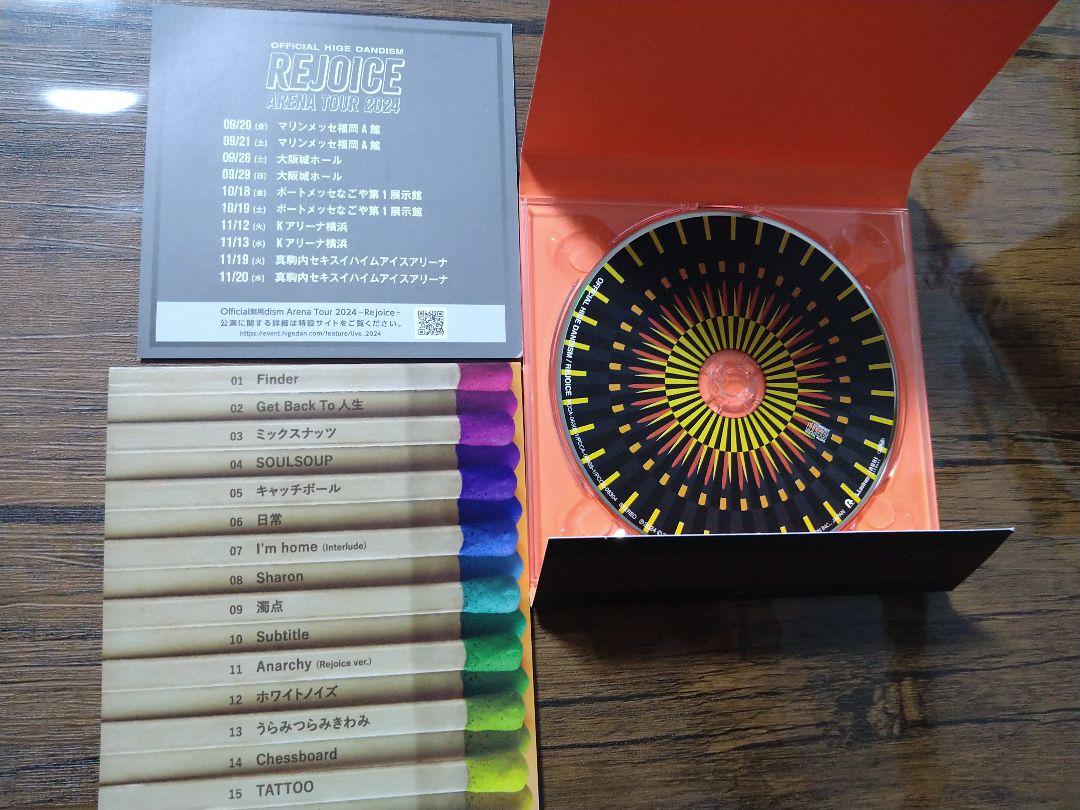 OFFICIAL HIGE DANDISM
REJOICE
ARENA TOUR 2024
09/20 (金) マリンメッセ福岡 A 館
09/21 (土) マリンメッセ福岡 A 館
09/28 (土) 大阪城ホール
09/29 (日) 大阪城ホール
10/18 (金) ポートメッセなごや第1展示館
10/19 (土) ポートメッセなごや第1展示館
11/12 (火) Kアリーナ横浜
11/13 (水) Kアリーナ横浜
11/19 (火) 真駒内セキスイハイムアイスアリーナ
11/20 (水) 真駒内セキスイハイムアイスアリーナ
Official髭男dism Arena Tour 2024 -Rejoice-
公演に関する詳細は特設サイトをご覧ください。
https://event.higedan.com/feature/live_2024
OFFICIAL HIGE DANDISM / REJOICE
01 Finder
02 Get Back To 人生
03 ミックスナッツ
04 SOULSOUP
05 キャッチボール
06 日常
07 I'm home (Interlude)
08 Sharon
09 濁点
10 Subtitle
11 Anarchy (Rejoice ver.)
12 ホワイトノイズ
13 うらみつらみきわみ
14 Chessboard
15 TATTOO